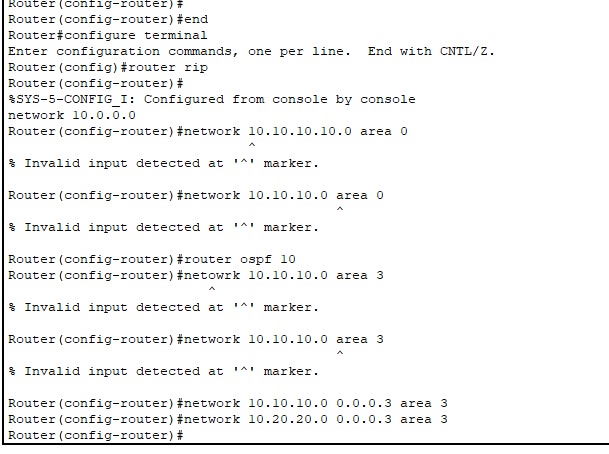 Router(config-router)#
Router(config-router)#end
Router#configure terminal
Enter configuration commands, one per line.  End with CNTL/Z.
Router(config)#router rip
Router(config-router)#
%SYS-5-CONFIG_I: Configured from console by console
network 10.0.0.0
Router(config-router)#network 10.10.10.10.0 area 0
^
% Invalid input detected at '^' marker.
Router(config-router)#network 10.10.10.0 area 0
^
% Invalid input detected at '^' marker.
Router(config-router)#router ospf 10
Router(config-router)#netowrk 10.10.10.0 area 3
^
% Invalid input detected at '^' marker.
Router(config-router)#network 10.10.10.0 area 3
^
% Invalid input detected at '^' marker.
Router(config-router)#network 10.10.10.0 0.0.0.3 area 3
Router(config-router)#network 10.20.20.0 0.0.0.3 area 3
Router(config-router)#